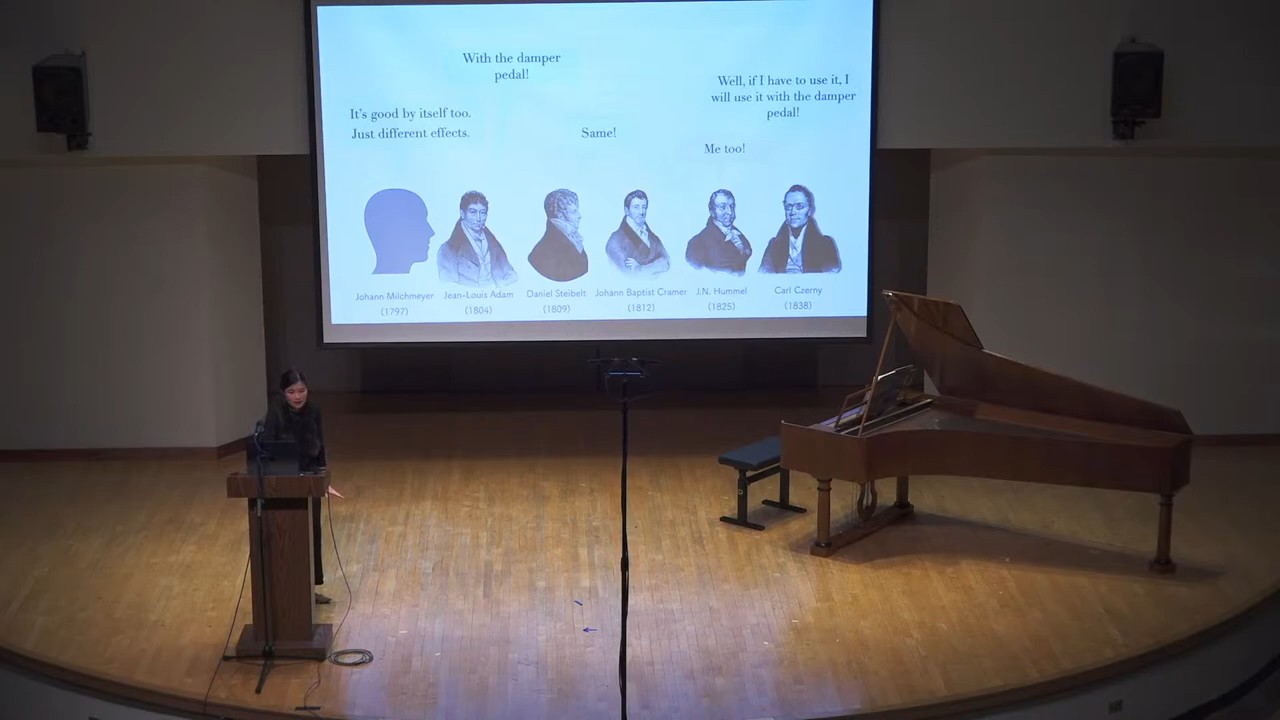 With the damper
pedal!
Well, if I have to use it, I
will use it with the damper
pedal!
It's good by itself too.
Just different effects.
Same!
Me too!
Johann Milchmeyer
(1797)
Jean-Louis Adam
(1804)
Daniel Steibelt
(1809)
Johann Baptist Cramer
(1812)
J.N. Hummel
(1825)
Carl Czerny
(1838)